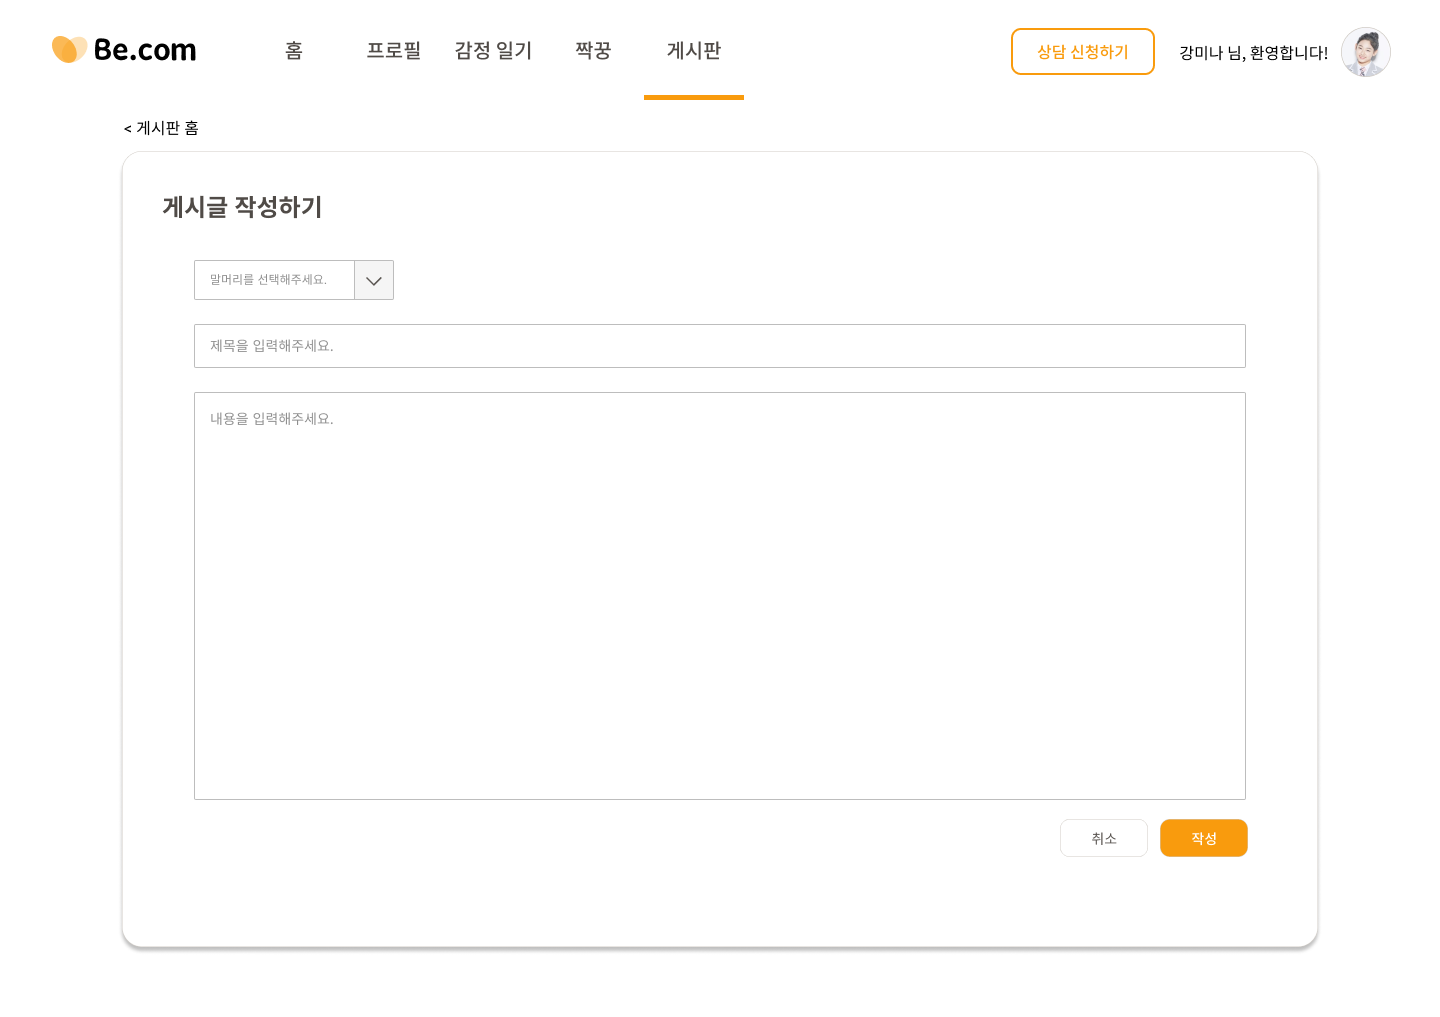 Be.com
홈 프로필 감정 일기 짝꿍 게시판
상담 신청하기
강미나 님, 환영합니다!
< 게시판 홈
게시글 작성하기
말머리를 선택해주세요.
제목을 입력해주세요.
내용을 입력해주세요.
취소 작성